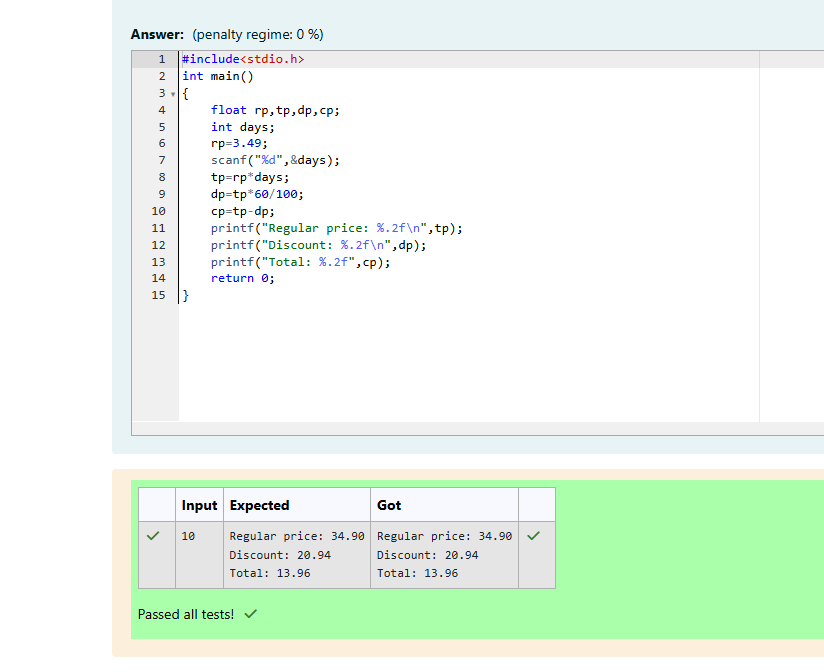 Answer: (penalty regime: 0 %)
1 #include<stdio.h>
2 int main()
3 {
4     float rp,tp,dp,cp;
5     int days;
6     rp=3.49;
7     scanf("%d",&days);
8     tp=rp*days;
9     dp=tp*60/100;
10     cp=tp-dp;
11     printf("Regular price: %.2f\n",tp);
12     printf("Discount: %.2f\n",dp);
13     printf("Total: %.2f",cp);
14     return 0;
15 }
Input Expected Got
10 Regular price: 34.90 Regular price: 34.90
Discount: 20.94 Discount: 20.94
Total: 13.96 Total: 13.96
Passed all tests!